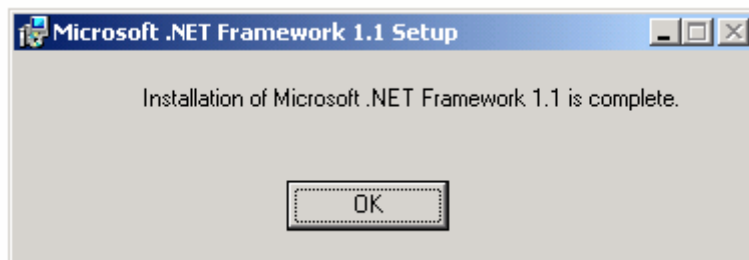 Microsoft .NET Framework 1.1 Setup
Installation of Microsoft .NET Framework 1.1 is complete.
OK